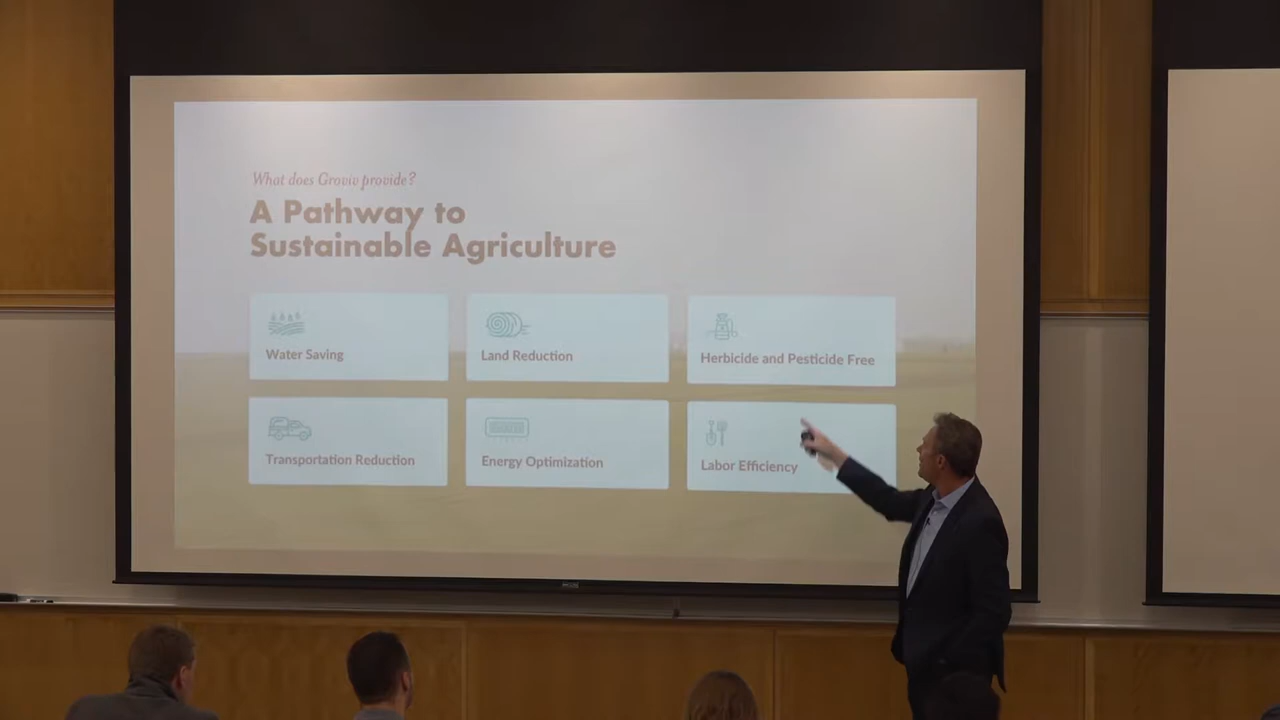 What does Groviv provide?
A Pathway to
Sustainable Agriculture
Water Saving
Land Reduction
Herbicide and Pesticide Free
Transportation Reduction
Energy Optimization
Labor Efficiency